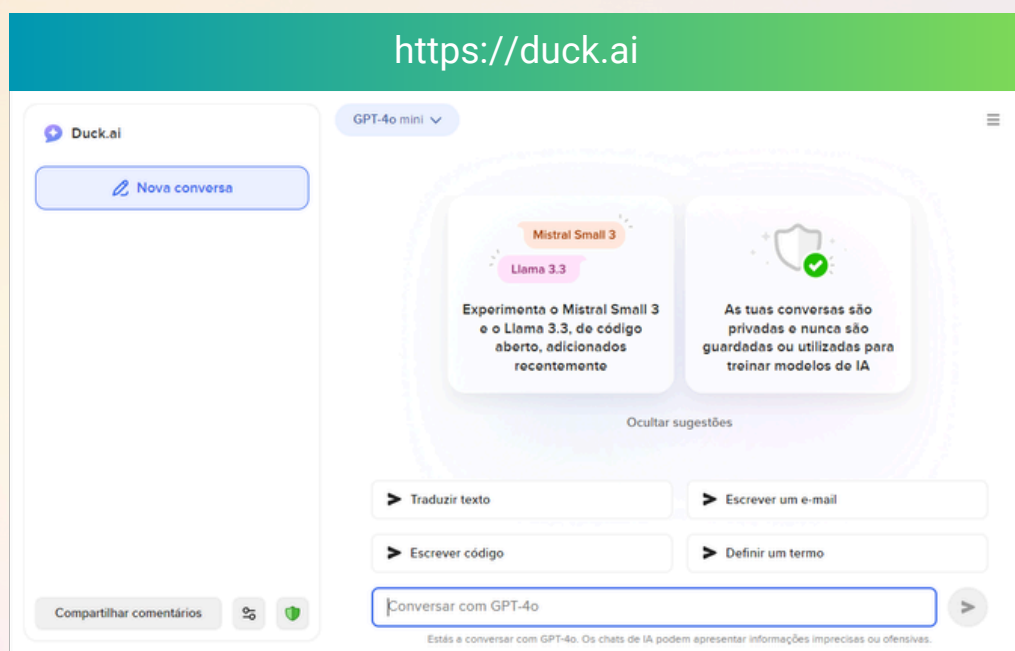 https://duck.ai
Duck.ai
Nova conversa
GPT-4o mini
Mistral Small 3
Llama 3.3
Experimenta o Mistral Small 3
e o Llama 3.3, de código
aberto, adicionados
recentemente
As tuas conversas são
privadas e nunca são
guardadas ou utilizadas para
treinar modelos de IA
Ocultar sugestões
Traduzir texto
Escrever um e-mail
Escrever código
Definir um termo
Compartilhar comentários
Conversar com GPT-4o
Estás a conversar com GPT-4o. Os chats de IA podem apresentar informações imprecisas ou ofensivas.